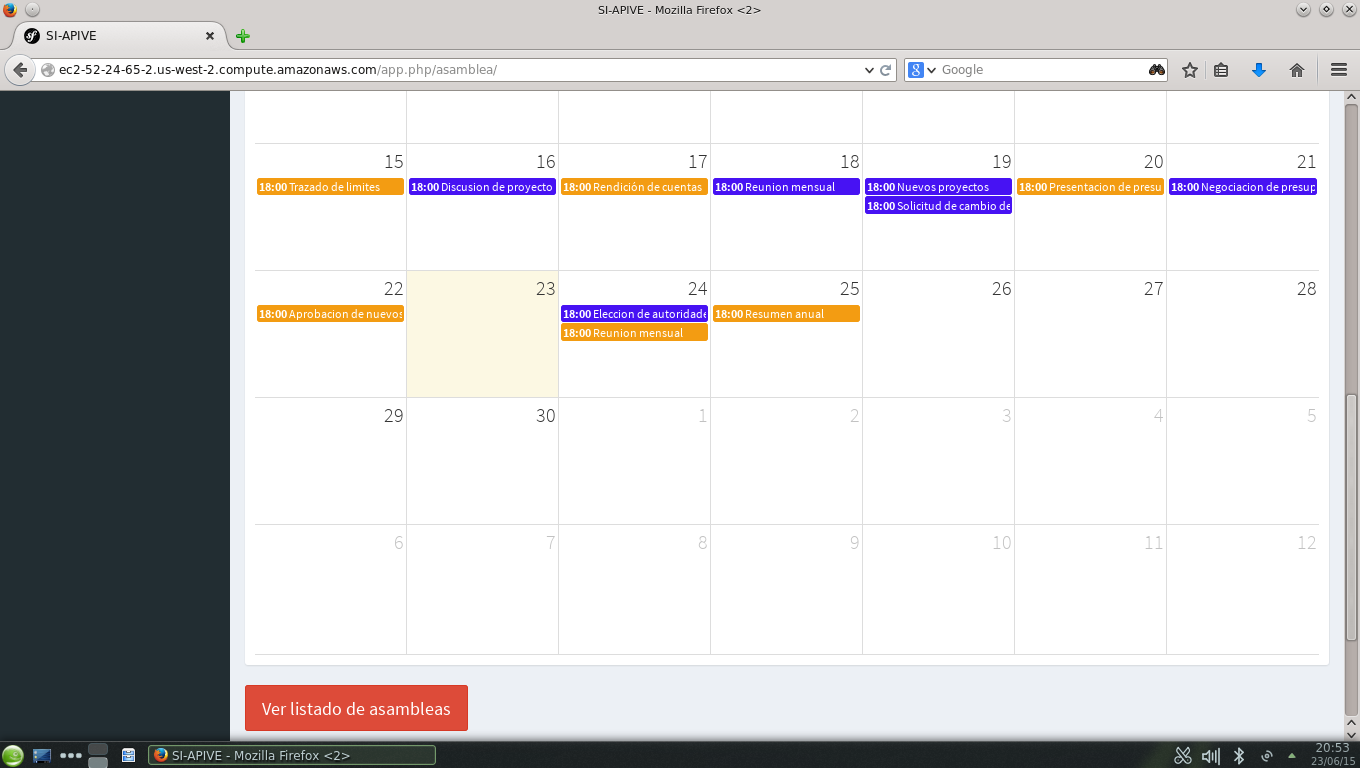 SI-APIVE - Mozilla Firefox <2>
SI-APIVE
ec2-52-24-65-2.us-west-2.compute.amazonaws.com/app.php/asamblea/
Google
15 16 17 18 19 20 21
18:00 Trazado de limites 18:00 Discusion de proyecto 18:00 Rendición de cuentas 18:00 Reunion mensual 18:00 Nuevos proyectos 18:00 Presentacion de presu 18:00 Negociacion de presup
18:00 Solicitud de cambio de
22 23 24 25 26 27 28
18:00 Aprobacion de nuevos 18:00 Eleccion de autoridade 18:00 Resumen anual
18:00 Reunion mensual
29 30 1 2 3 4 5
6 7 8 9 10 11 12
Ver listado de asambleas
SI-APIVE - Mozilla Firefox <2>
20:53
23/06/15